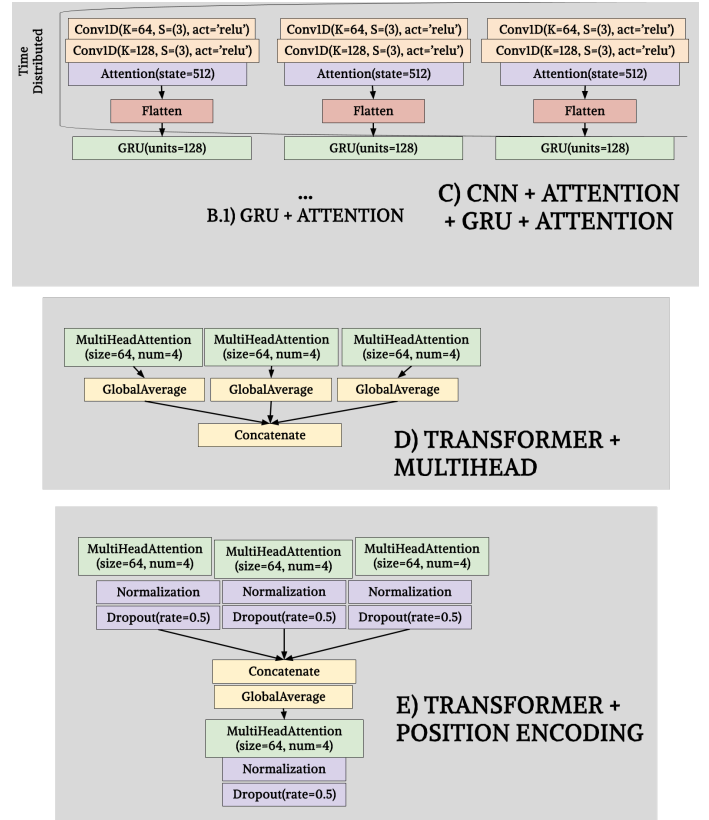 Time
Distributed
Conv1D(K=64, S=(3), act='relu') Conv1D(K=64, S=(3), act='relu') Conv1D(K=64, S=(3), act='relu')
Conv1D(K=128, S=(3), act='relu') Conv1D(K=128, S=(3), act='relu') Conv1D(K=128, S=(3), act='relu')
Attention(state=512) Attention(state=512) Attention(state=512)
Flatten Flatten Flatten
GRU(units=128) GRU(units=128) GRU(units=128)
...
B.1) GRU + ATTENTION
C) CNN + ATTENTION
+ GRU + ATTENTION
MultiHeadAttention MultiHeadAttention MultiHeadAttention
(size=64, num=4) (size=64, num=4) (size=64, num=4)
GlobalAverage GlobalAverage GlobalAverage
Concatenate
D) TRANSFORMER +
MULTIHEAD
MultiHeadAttention MultiHeadAttention MultiHeadAttention
(size=64, num=4) (size=64, num=4) (size=64, num=4)
Normalization Normalization Normalization
Dropout(rate=0.5) Dropout(rate=0.5) Dropout(rate=0.5)
Concatenate
GlobalAverage
MultiHeadAttention
(size=64, num=4)
Normalization
Dropout(rate=0.5)
E) TRANSFORMER +
POSITION ENCODING